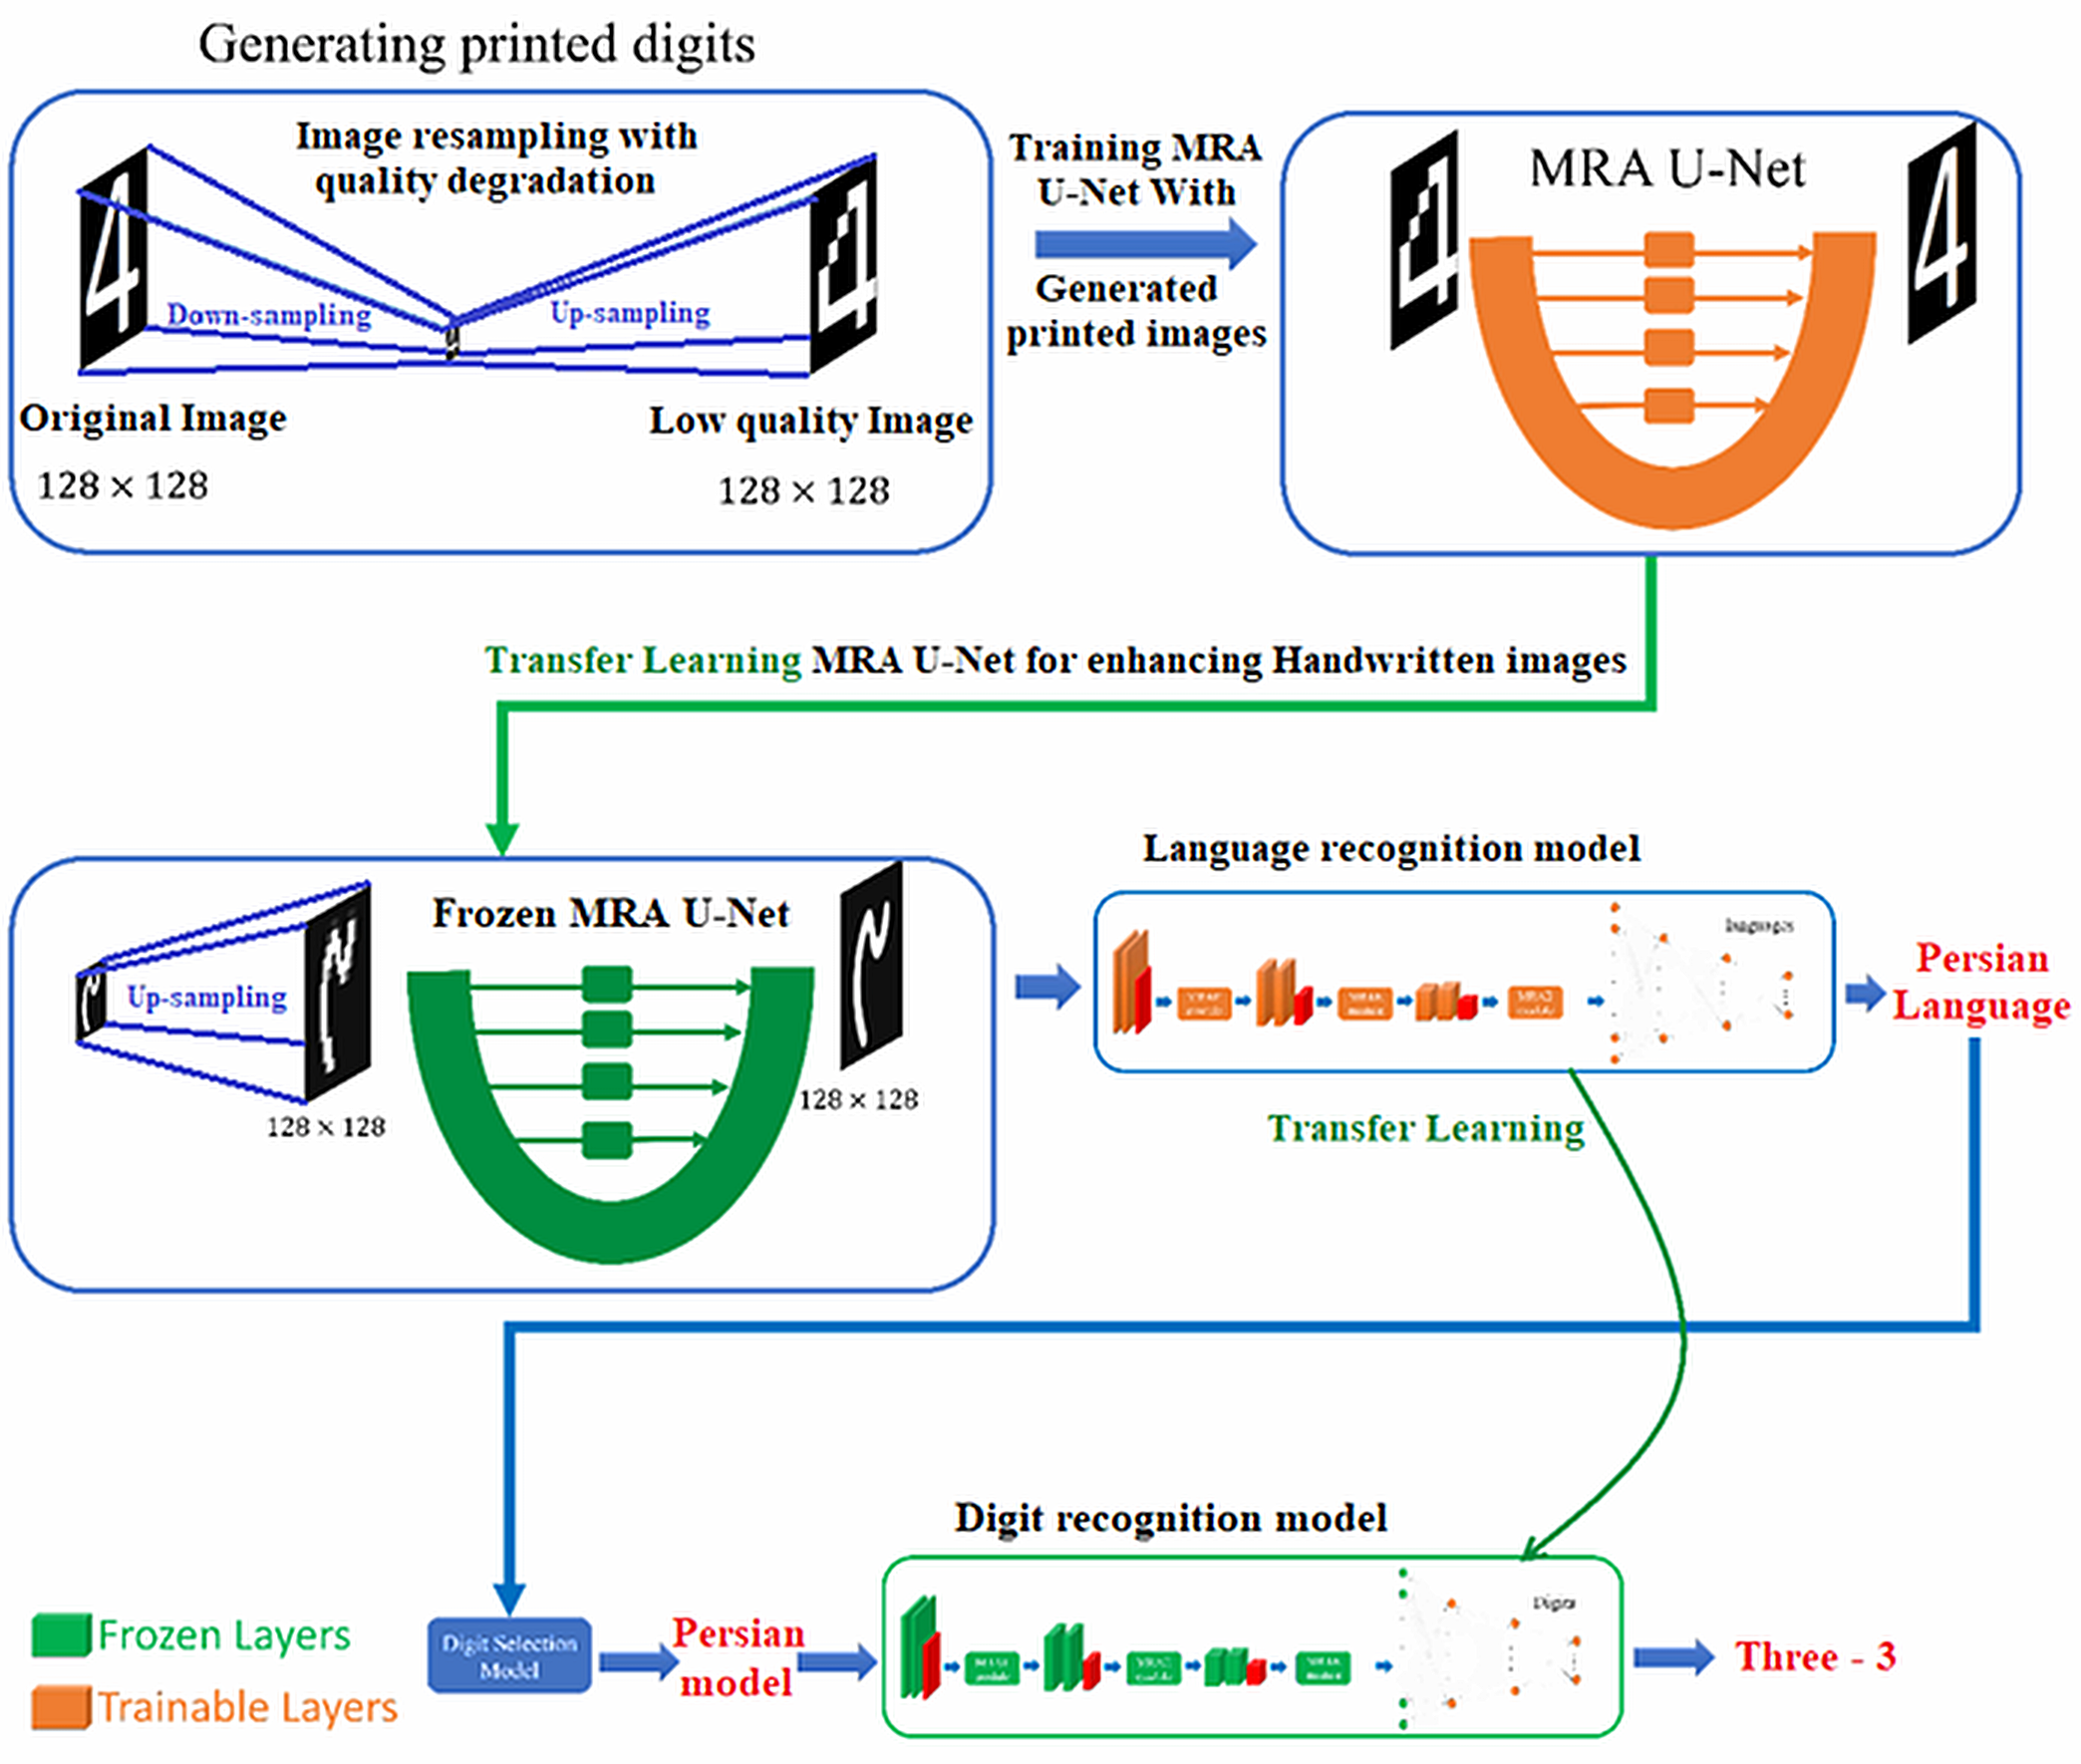 Generating printed digits
Image resampling with
quality degradation
Down-sampling
Up-sampling
Original Image
128 × 128
Low quality Image
128 × 128
Training MRA
U-Net With
Generated
printed images
MRA U-Net
Transfer Learning MRA U-Net for enhancing Handwritten images
Up-sampling
128 × 128
Frozen MRA U-Net
128 × 128
Language recognition model
languages
Persian
Language
Transfer Learning
Digit recognition model
Digit Selection
Model
Persian
model
Digits
Three - 3
Frozen Layers
Trainable Layers